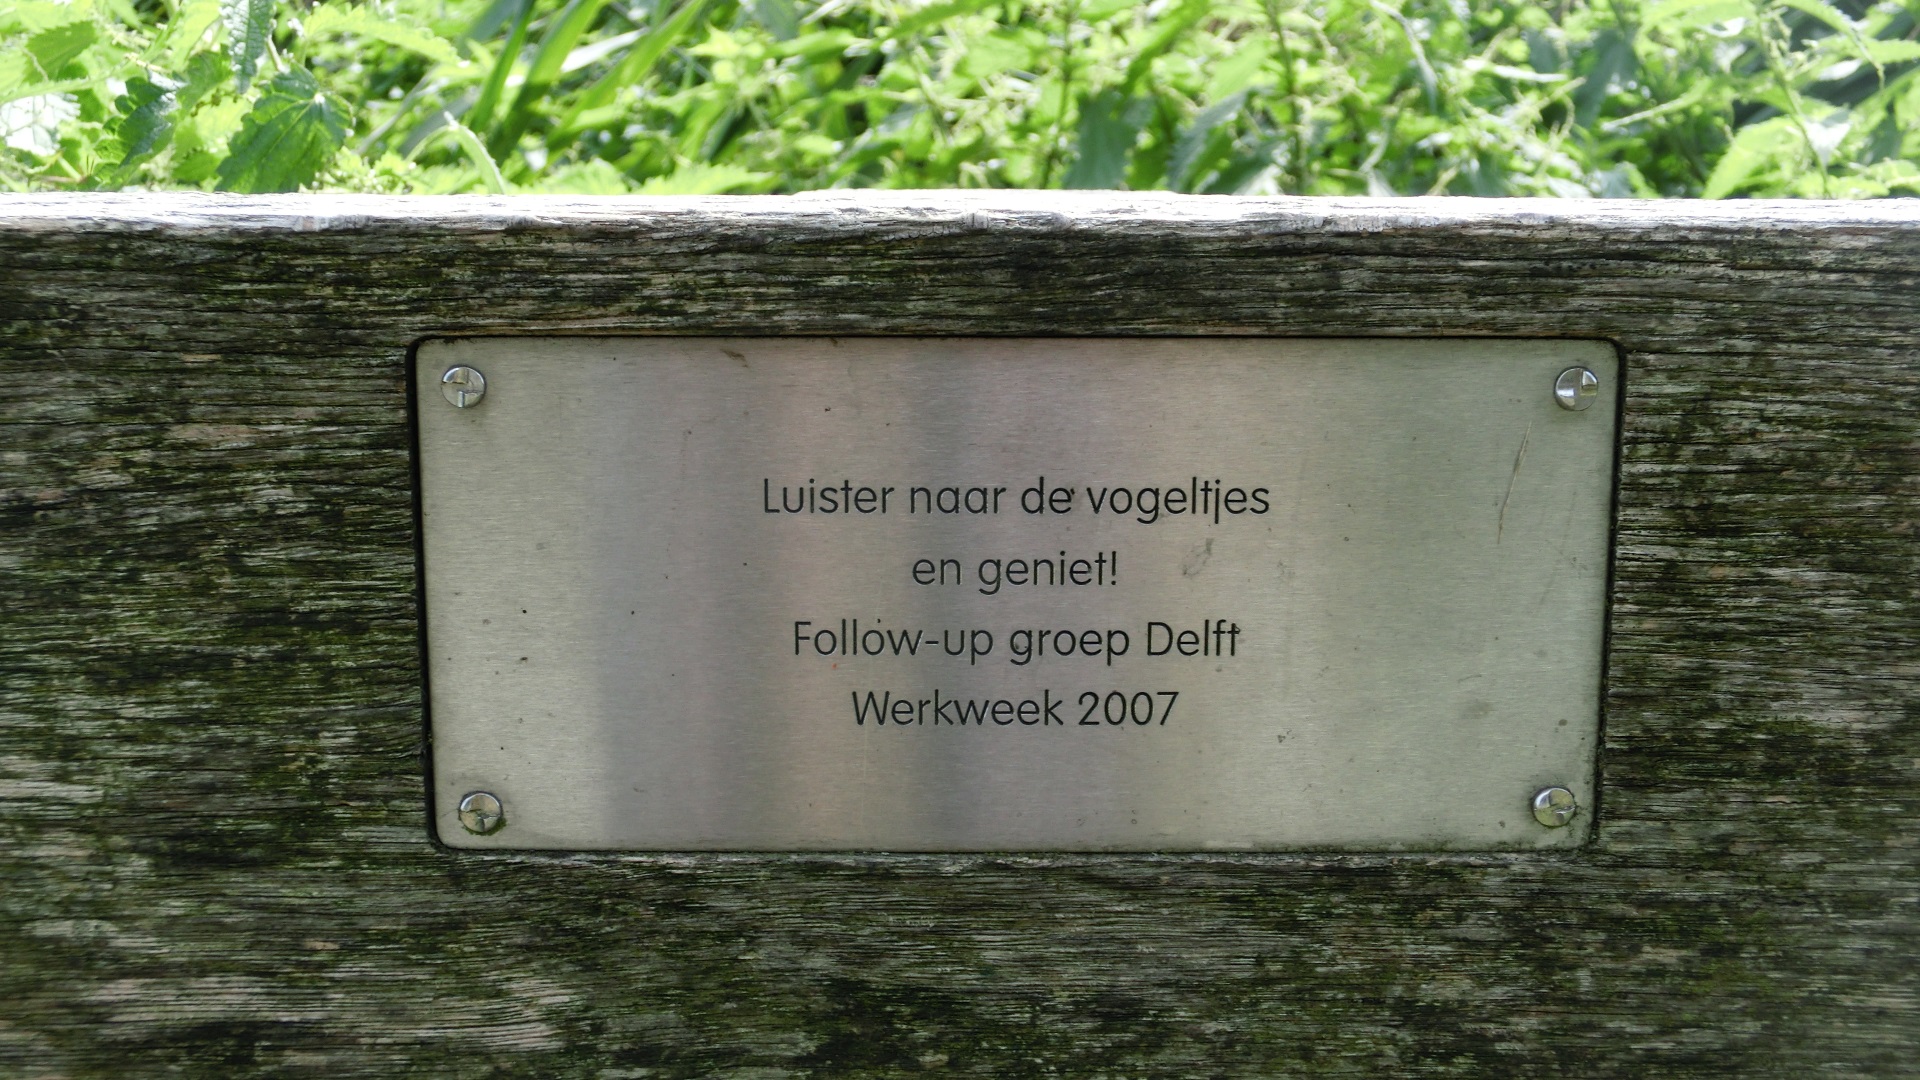 Luister naar de vogeltjes
en geniet!
Follow-up groep Delft
Werkweek 2007